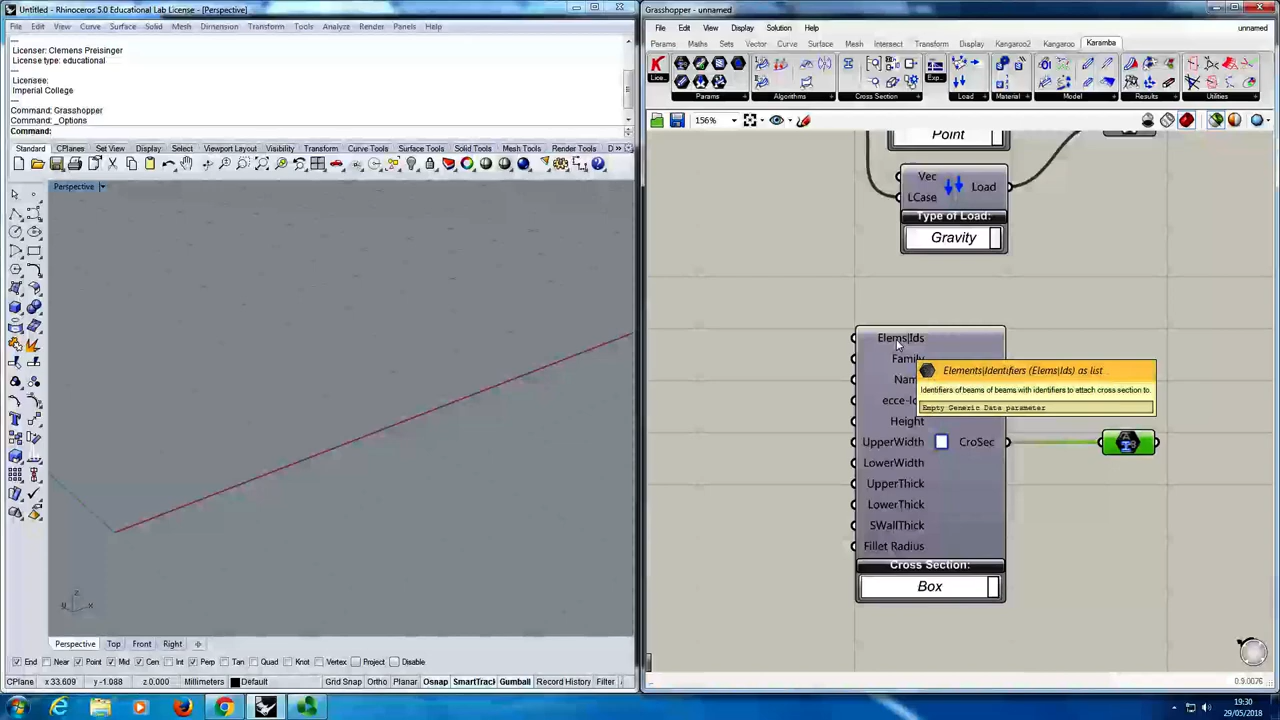 Untitled - Rhinoceros 5.0 Educational Lab License - [Perspective]
File Edit View Curve Surface Solid Mesh Dimension Transform Tools Analyze Render Panels Help
---
Licenser: Clemens Preisinger
License type: educational
---
Licensee:
Imperial College
---
Command: Grasshopper
Command: _Options
Command:
Standard CPlanes Set View Display Select Viewport Layout Visibility Transform Curve Tools Surface Tools Solid Tools Mesh Tools Render Tools
Perspective
z
y x
Perspective Top Front Right
End Near Point Mid Cen Int Perp Tan Quad Knot Vertex Project Disable
CPlane x 33.609 y -1.088 z 0.000 Millimeters Default Grid Snap Ortho Planar Osnap SmartTrack Gumball Record History Filter
Grasshopper - unnamed
File Edit View Display Solution Help unnamed
Params Maths Sets Vector Curve Surface Mesh Intersect Transform Display Kangaroo2 Kangaroo Karamba
Lice... Exp...
Params Algorithms Cross Section Load Material Model Results Utilities
156%
Point
Vec
Load
LCase
Type of Load:
Gravity
Elems|Ids
Family
Nam
ecce-lo
Height
UpperWidth CroSec
LowerWidth
UpperThick
LowerThick
SWallThick
Fillet Radius
Cross Section:
Box
Elements|Identifiers (Elems|Ids) as list
Identifiers of beams of beams with identifiers to attach cross section to.
Empty Generic Data parameter
0.9.0076
19:30
29/05/2018